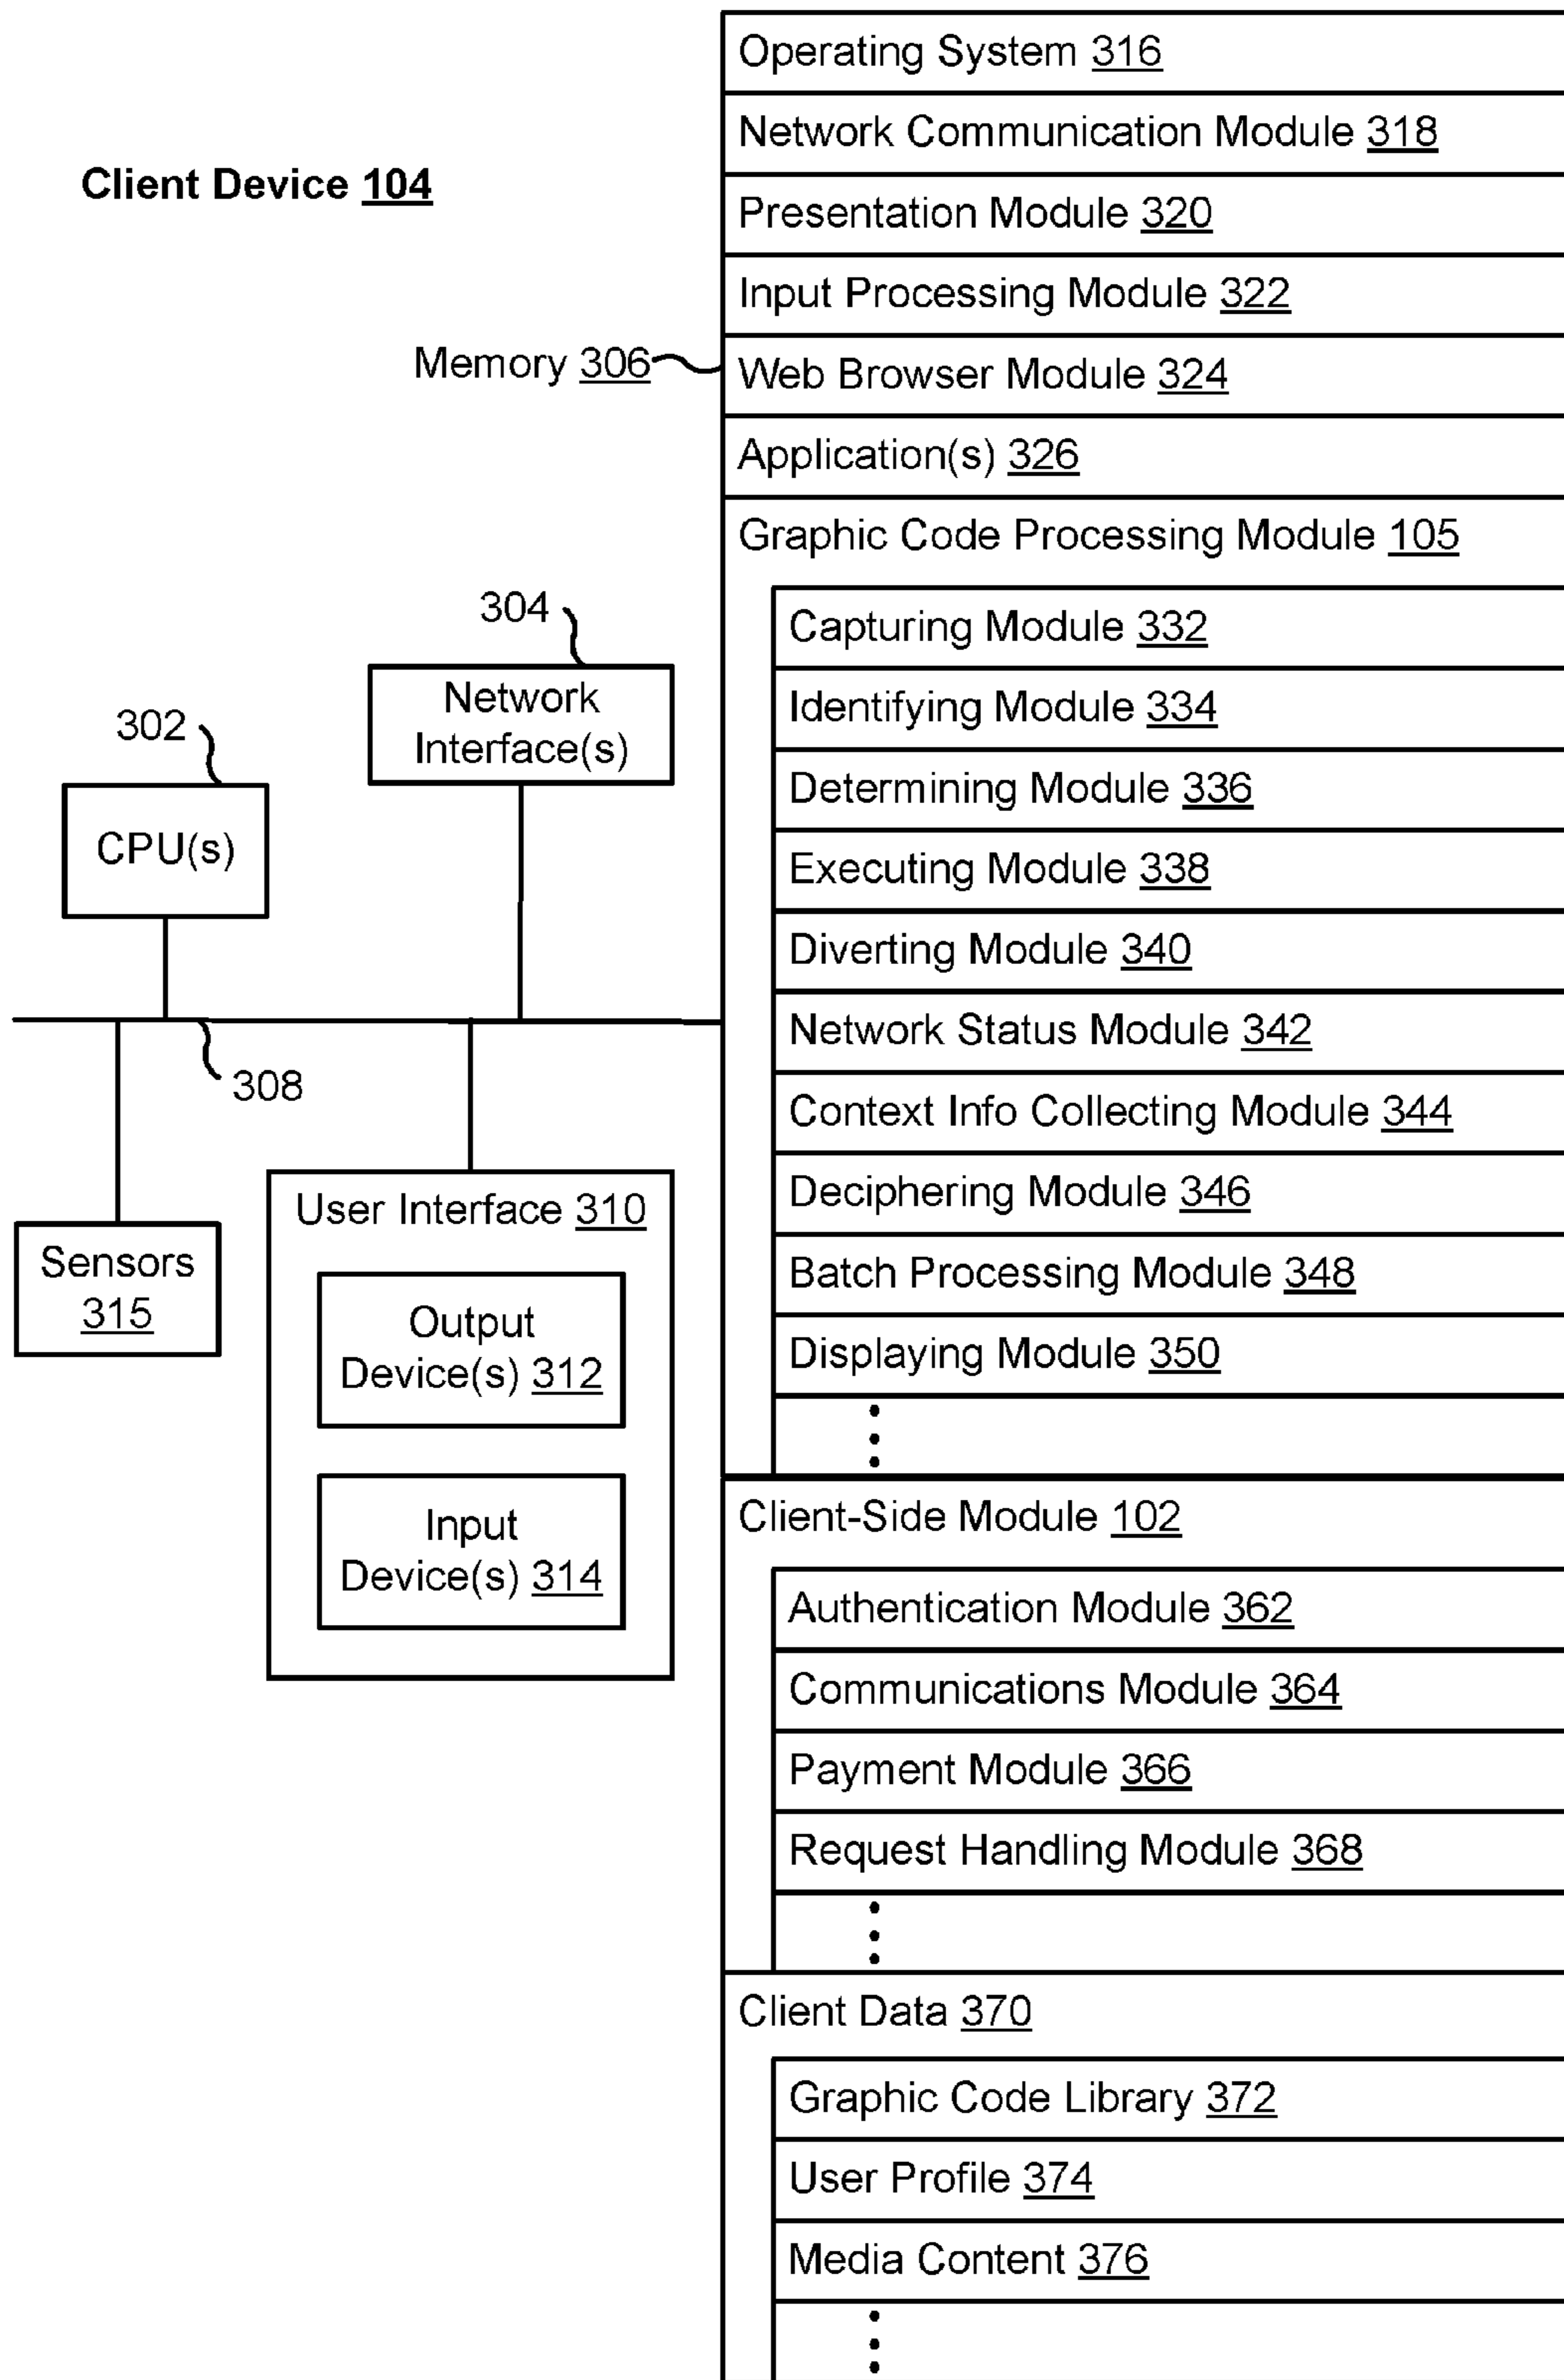 Client Device 104
302
CPU(s)
304
Network
Interface(s)
308
Sensors
315
User Interface 310
Output
Device(s) 312
Input
Device(s) 314
Memory 306
Operating System 316
Network Communication Module 318
Presentation Module 320
Input Processing Module 322
Web Browser Module 324
Application(s) 326
Graphic Code Processing Module 105
Capturing Module 332
Identifying Module 334
Determining Module 336
Executing Module 338
Diverting Module 340
Network Status Module 342
Context Info Collecting Module 344
Deciphering Module 346
Batch Processing Module 348
Displaying Module 350
Client-Side Module 102
Authentication Module 362
Communications Module 364
Payment Module 366
Request Handling Module 368
Client Data 370
Graphic Code Library 372
User Profile 374
Media Content 376